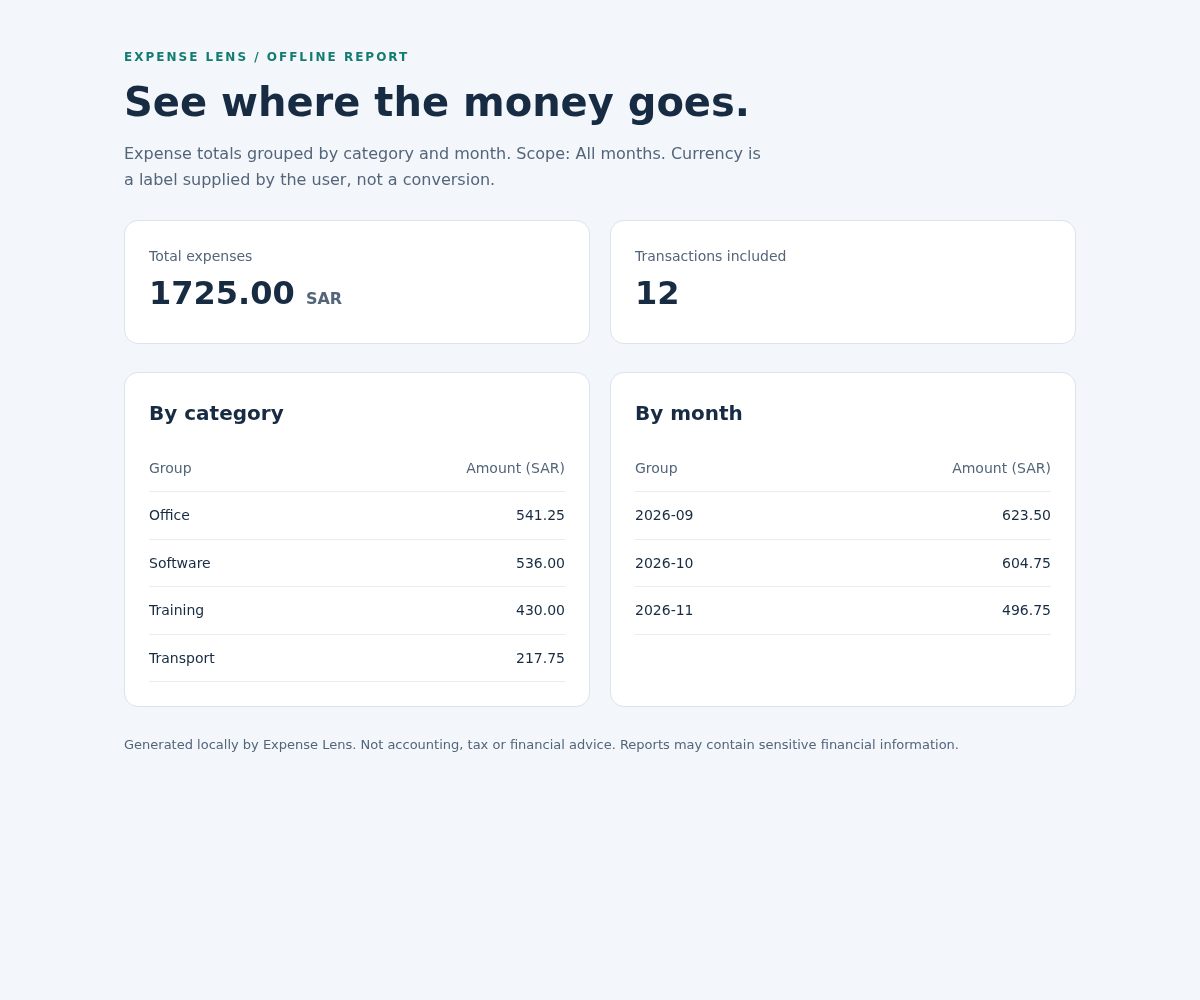 EXPENSE LENS / OFFLINE REPORT
See where the money goes.
Expense totals grouped by category and month. Scope: All months. Currency is
a label supplied by the user, not a conversion.
Total expenses
1725.00 SAR
Transactions included
12
By category
Group Amount (SAR)
Office 541.25
Software 536.00
Training 430.00
Transport 217.75
By month
Group Amount (SAR)
2026-09 623.50
2026-10 604.75
2026-11 496.75
Generated locally by Expense Lens. Not accounting, tax or financial advice. Reports may contain sensitive financial information.